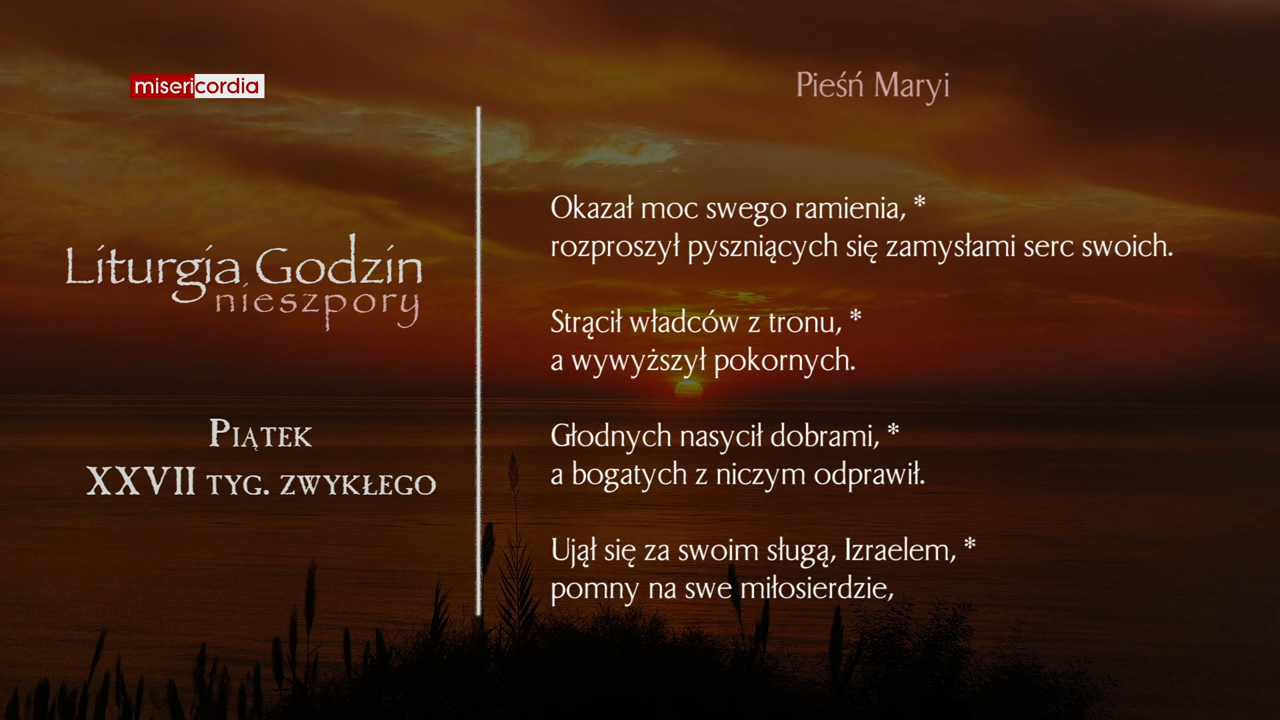 misericordia
Liturgia Godzin
nieszpory
Piątek
XXVII tyg. zwykłego
Pieśń Maryi
Okazał moc swego ramienia, *
rozproszył pyszniących się zamysłami serc swoich.
Strącił władców z tronu, *
a wywyższył pokornych.
Głodnych nasycił dobrami, *
a bogatych z niczym odprawił.
Ujął się za swoim sługą, Izraelem, *
pomny na swe miłosierdzie,